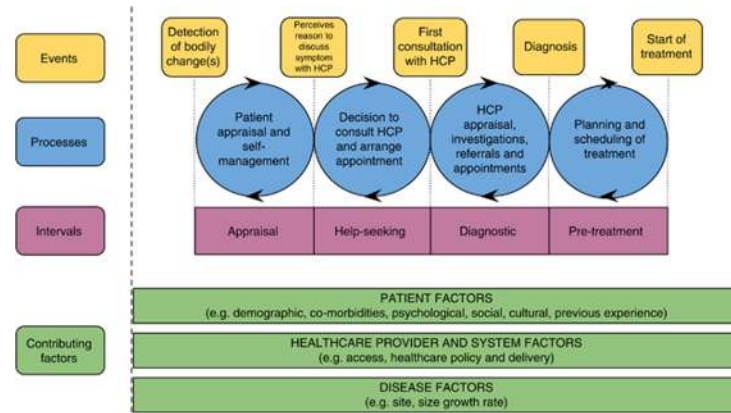 Events
Detection
of bodily
change(s)
Perceives
reason to
discuss
symptom
with HCP
First
consultation
with HCP
Diagnosis
Start of
treatment
Processes
Patient
appraisal and
self-
management
Decision to
consult HCP
and arrange
appointment
HCP
appraisal,
investigations,
referrals and
appointments
Planning and
scheduling of
treatment
Intervals
Appraisal
Help-seeking
Diagnostic
Pre-treatment
Contributing
factors
PATIENT FACTORS
(e.g. demographic, co-morbidities, psychological, social, cultural, previous experience)
HEALTHCARE PROVIDER AND SYSTEM FACTORS
(e.g. access, healthcare policy and delivery)
DISEASE FACTORS
(e.g. site, size growth rate)